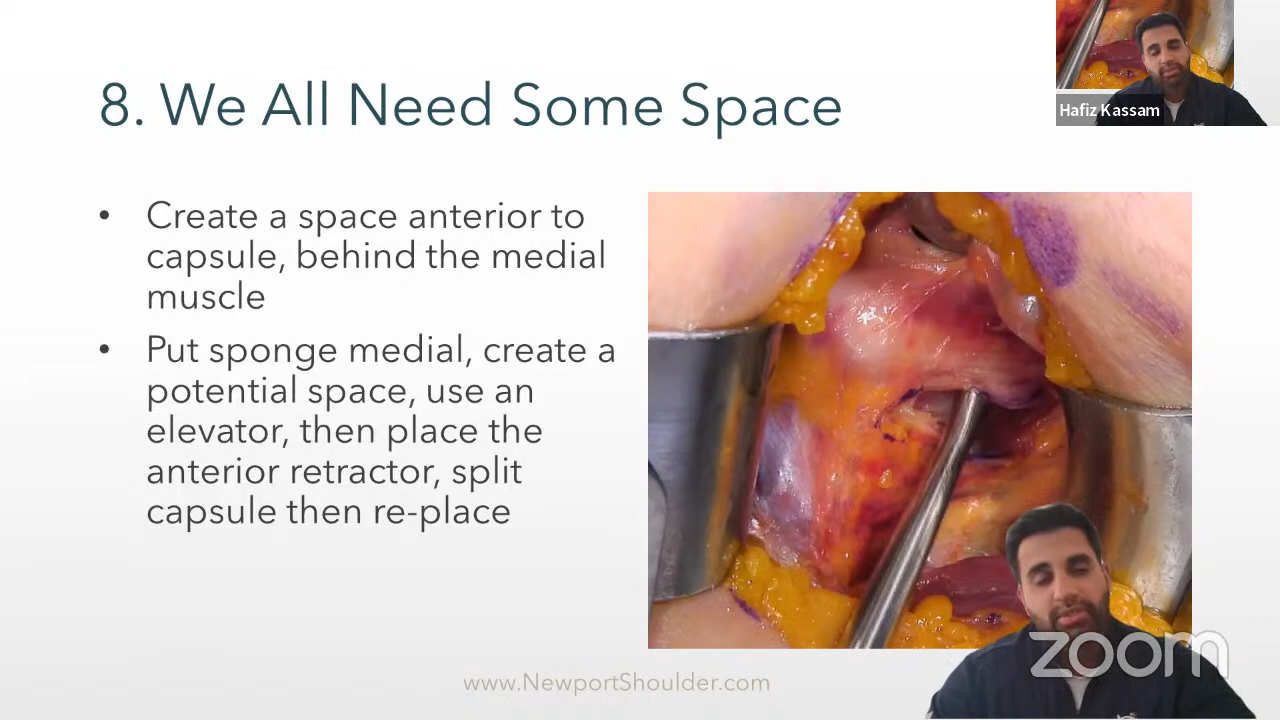 8. We All Need Some Space
Hafiz Kassam
• Create a space anterior to
capsule, behind the medial
muscle
• Put sponge medial, create a
potential space, use an
elevator, then place the
anterior retractor, split
capsule then re-place
zoom
www.NewportShoulder.com